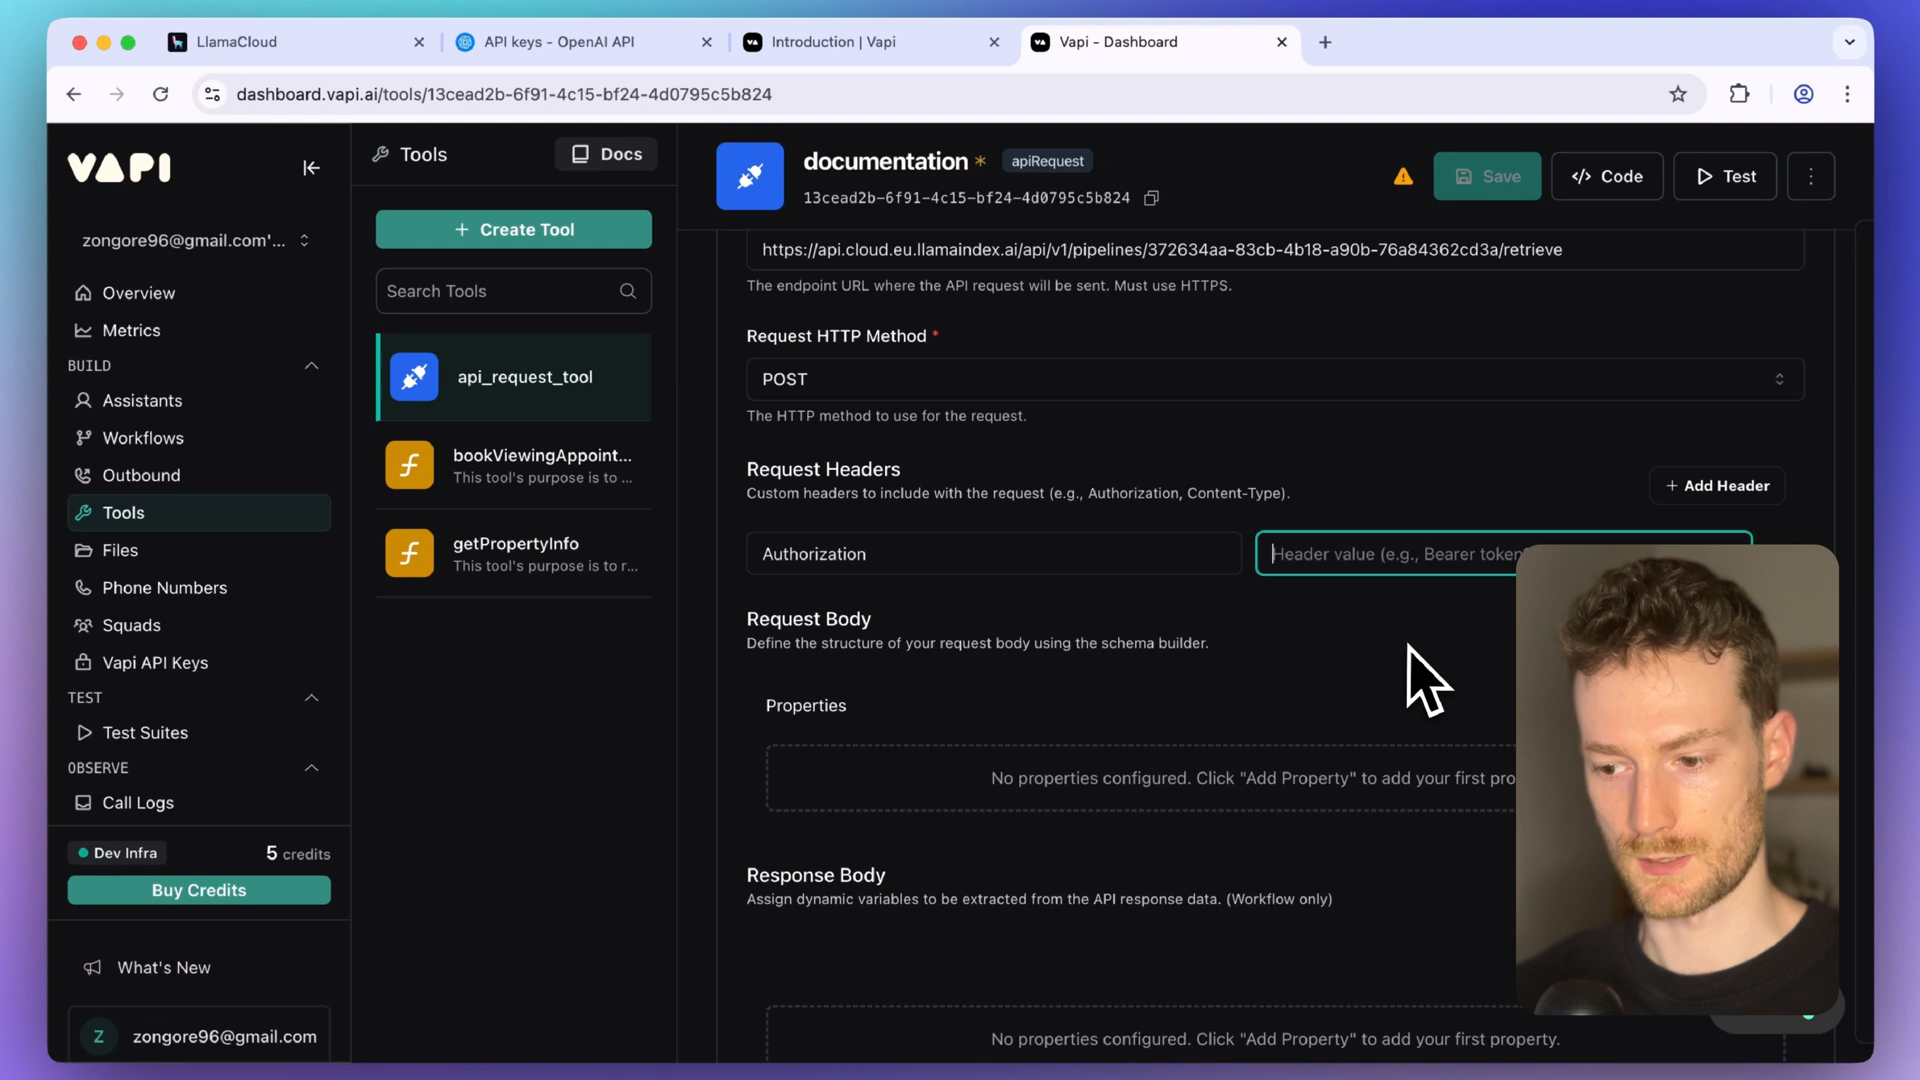 LlamaCloud
API keys - OpenAI API
Introduction | Vapi
Vapi - Dashboard
dashboard.vapi.ai/tools/13cead2b-6f91-4c15-bf24-4d0795c5b824
VAPI
zongore96@gmail.com'...
Overview
Metrics
BUILD
Assistants
Workflows
Outbound
Tools
Files
Phone Numbers
Squads
Vapi API Keys
TEST
Test Suites
OBSERVE
Call Logs
Dev Infra
5 credits
Buy Credits
What's New
Z
zongore96@gmail.com
Tools
Docs
+ Create Tool
Search Tools
api_request_tool
bookViewingAppoint...
This tool's purpose is to ...
getPropertyInfo
This tool's purpose is to r...
documentation *
apiRequest
13cead2b-6f91-4c15-bf24-4d0795c5b824
Save
</> Code
Test
https://api.cloud.eu.llamaindex.ai/api/v1/pipelines/372634aa-83cb-4b18-a90b-76a84362cd3a/retrieve
The endpoint URL where the API request will be sent. Must use HTTPS.
Request HTTP Method *
POST
The HTTP method to use for the request.
Request Headers
Custom headers to include with the request (e.g., Authorization, Content-Type).
+ Add Header
Authorization
Header value (e.g., Bearer token
Request Body
Define the structure of your request body using the schema builder.
Properties
No properties configured. Click "Add Property" to add your first pro
Response Body
Assign dynamic variables to be extracted from the API response data. (Workflow only)
No properties configured. Click "Add Property" to add your first property.